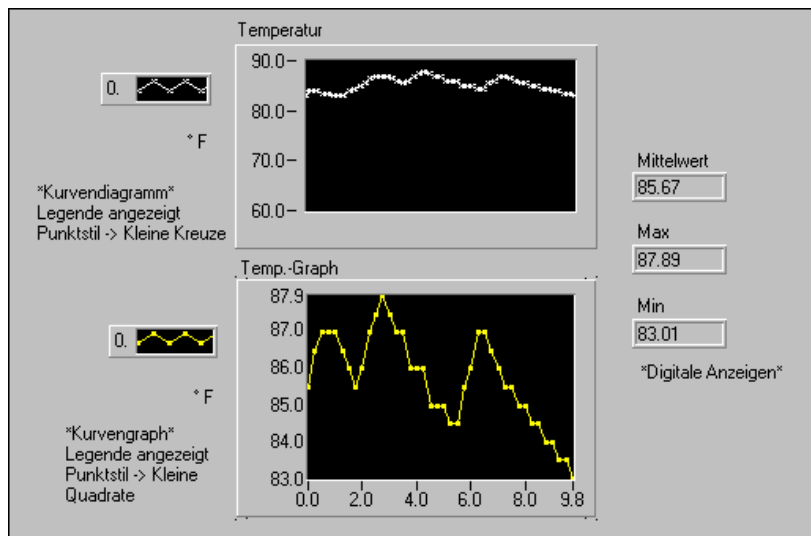 Temperatur
0.
° F
*Kurvendiagramm*
Legende angezeigt
Punktstil -> Kleine Kreuze
90.0
80.0
70.0
60.0
Mittelwert
85.67
Max
87.89
Min
83.01
*Digitale Anzeigen*
Temp.-Graph
0.
° F
*Kurvengraph*
Legende angezeigt
Punktstil -> Kleine
Quadrate
87.9
87.0
86.0
85.0
84.0
83.0
0.0 2.0 4.0 6.0 8.0 9.8